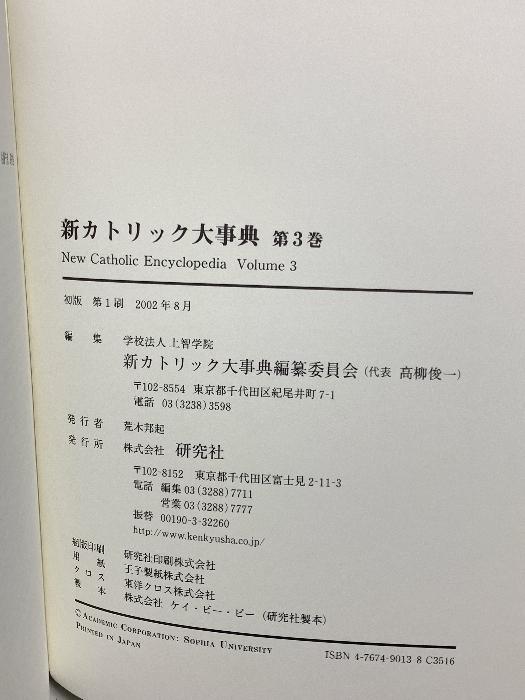 新カトリック大事典 第3巻
New Catholic Encyclopedia Volume 3
初版 第1刷 2002年8月
編 集 学校法人 上智学院
新カトリック大事典編纂委員会(代表 高柳俊一)
〒102-8554 東京都千代田区紀尾井町7-1
電話 03(3238)3598
発行者 荒木邦起
発行所 株式会社 研究社
〒102-8152 東京都千代田区富士見2-11-3
電話 編集03(3288)7711
営業03(3288)7777
振替 00190-3-32260
http://www.kenkyusha.co.jp/
製版印刷 研究社印刷株式会社
用 紙 王子製紙株式会社
クロス 東洋クロス株式会社
製 本 株式会社 ケイ・ビー・ビー(研究社製本)
© ACADEMIC CORPORATION: SOPHIA UNIVERSITY
PRINTED IN JAPAN
ISBN 4-7674-9013 8 C3516